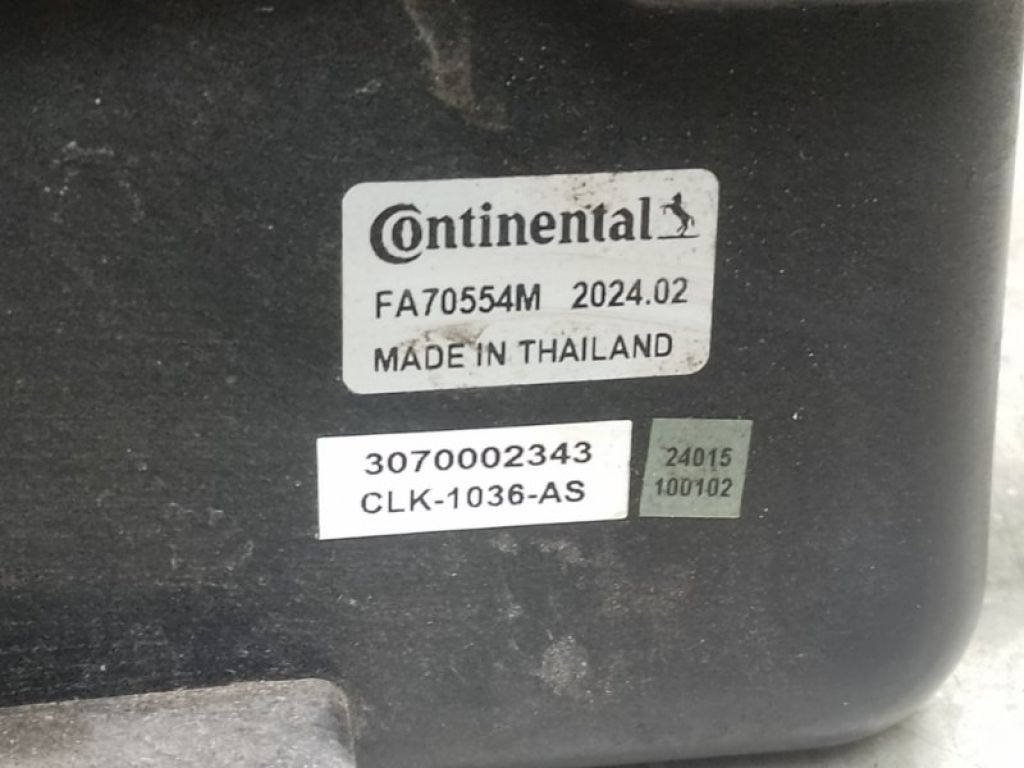 Continental
FA70554M 2024.02
MADE IN THAILAND
3070002343
CLK-1036-AS
24015
100102